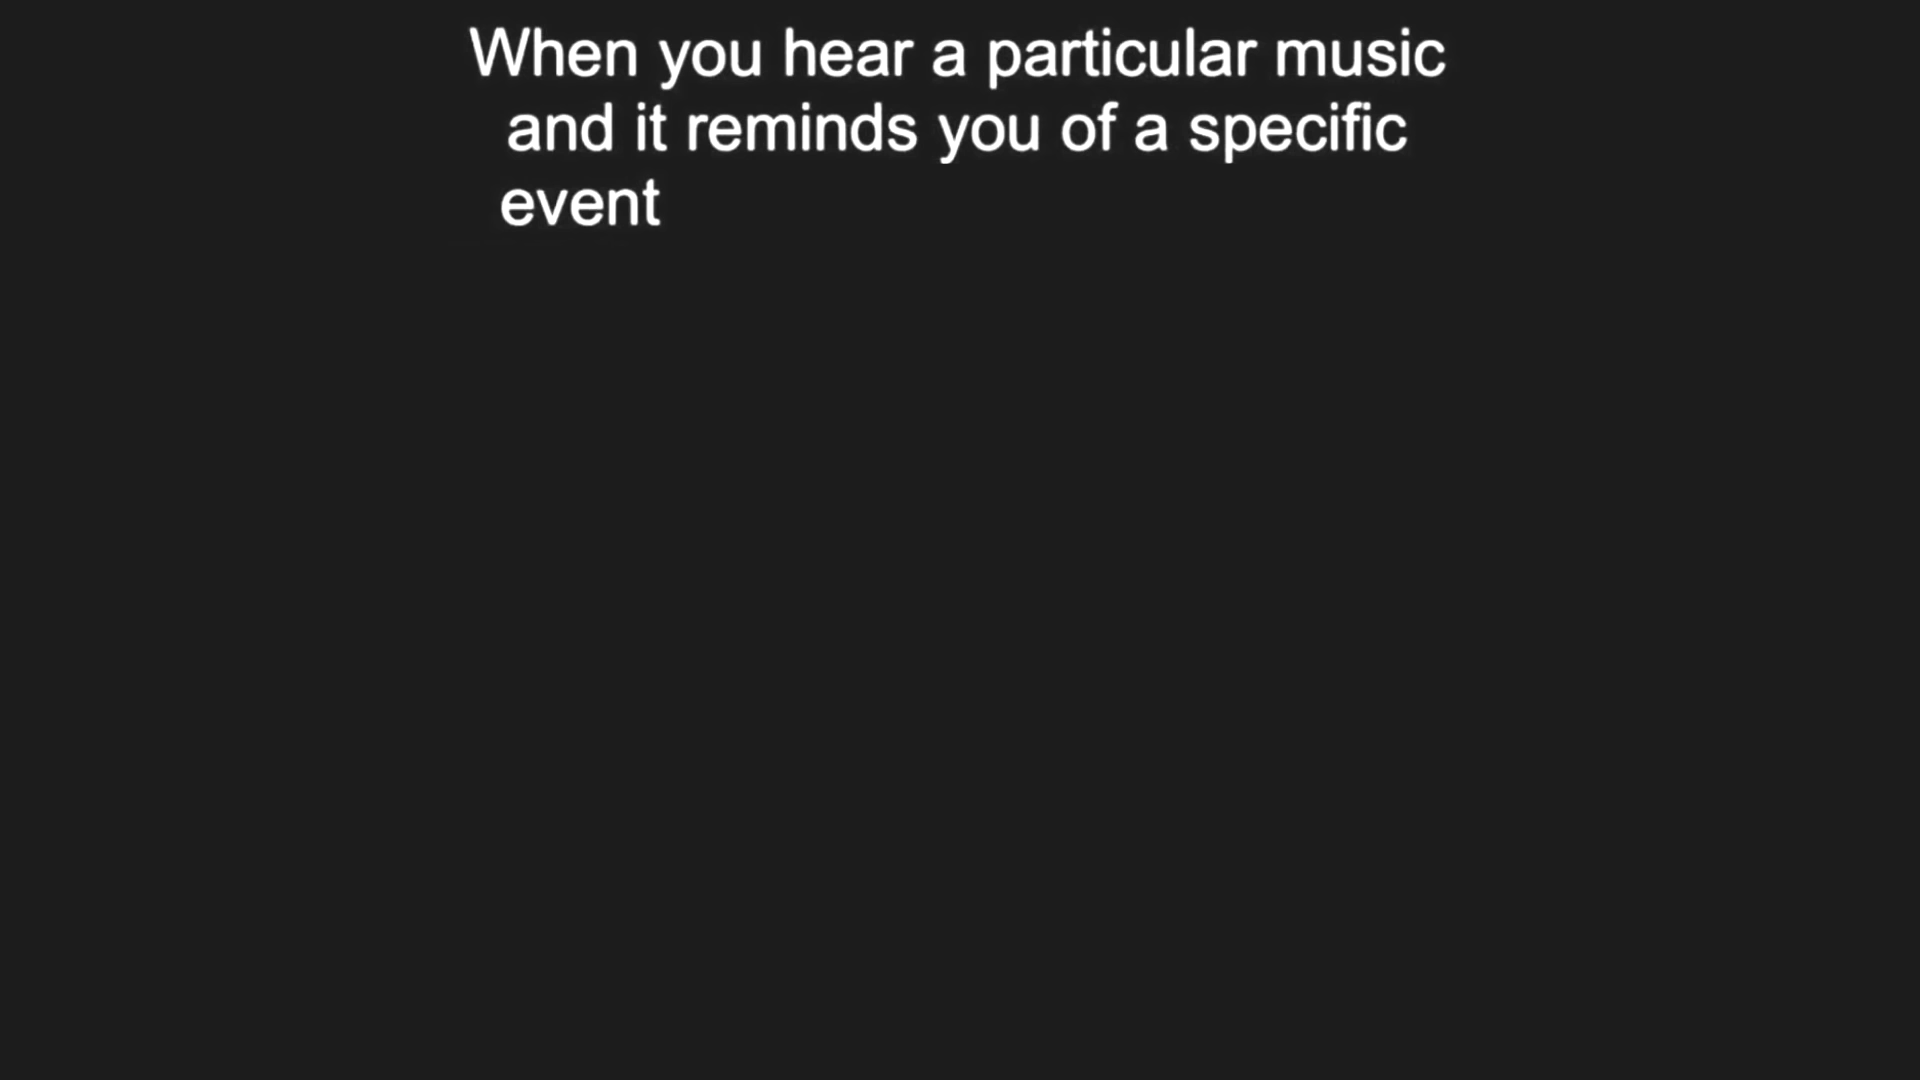 When you hear a particular music
and it reminds you of a specific
event